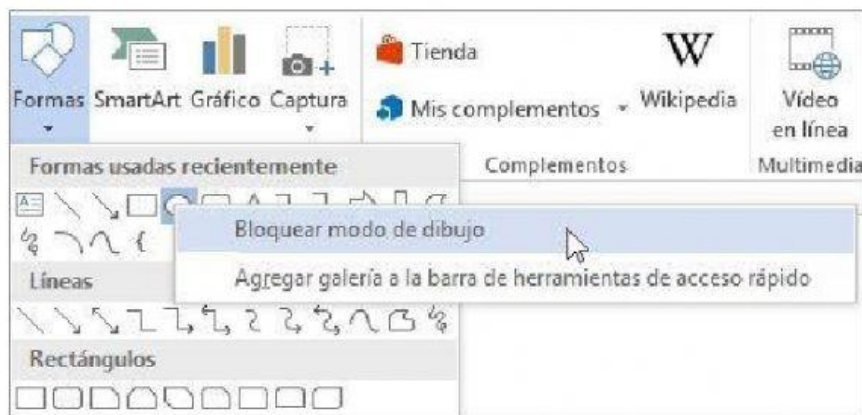 Tienda
W
Formas SmartArt Gráfico Captura
Mis complementos
Wikipedia
Vídeo
en línea
Complementos
Multimedia
Formas usadas recientemente
Bloquear modo de dibujo
Agregar galería a la barra de herramientas de acceso rápido
Líneas
Rectángulos